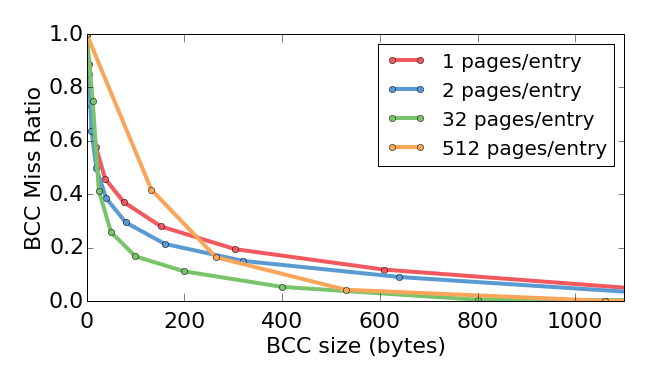 1.0
0.8
0.6
0.4
0.2
0.0
BCC Miss Ratio
1 pages/entry
2 pages/entry
32 pages/entry
512 pages/entry
0 200 400 600 800 1000
BCC size (bytes)